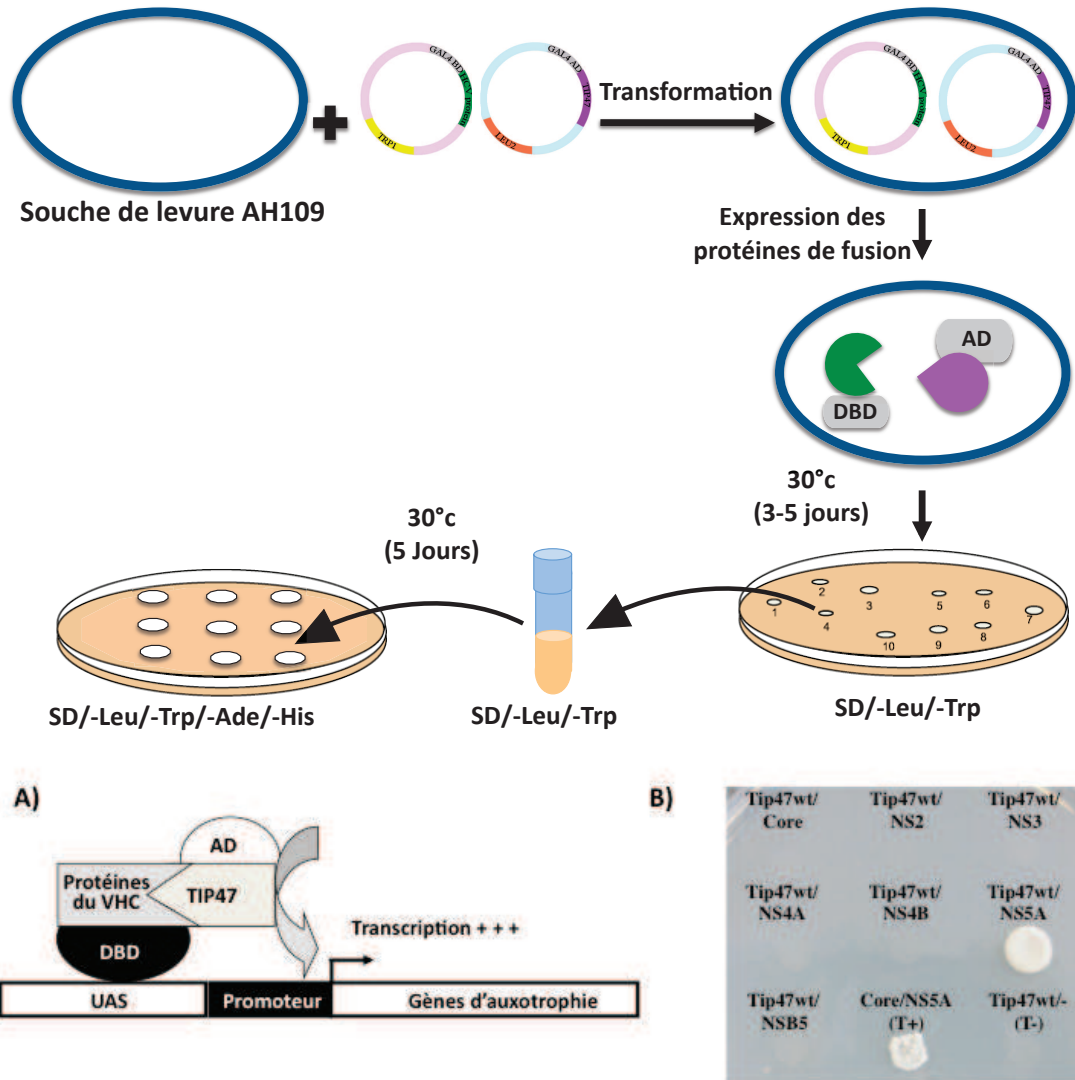 GAL4 BD
HCV protein
TRP1
GAL4 AD
TIP47
LEU2
Transformation
GAL4 BD
HCV protein
TRP1
GAL4 AD
TIP47
LEU2
Souche de levure AH109
Expression des
protéines de fusion
AD
DBD
30°c
(3-5 jours)
30°c
(5 Jours)
1
2
3
4
5
6
7
8
9
10
SD/-Leu/-Trp/-Ade/-His
SD/-Leu/-Trp
SD/-Leu/-Trp
A)
AD
Protéines
du VHC
TIP47
DBD
Transcription + + +
UAS
Promoteur
Gènes d'auxotrophie
B)
Tip47wt/
Core
Tip47wt/
NS2
Tip47wt/
NS3
Tip47wt/
NS4A
Tip47wt/
NS4B
Tip47wt/
NS5A
Tip47wt/
NSB5
Core/NS5A
(T+)
Tip47wt/-
(T-)